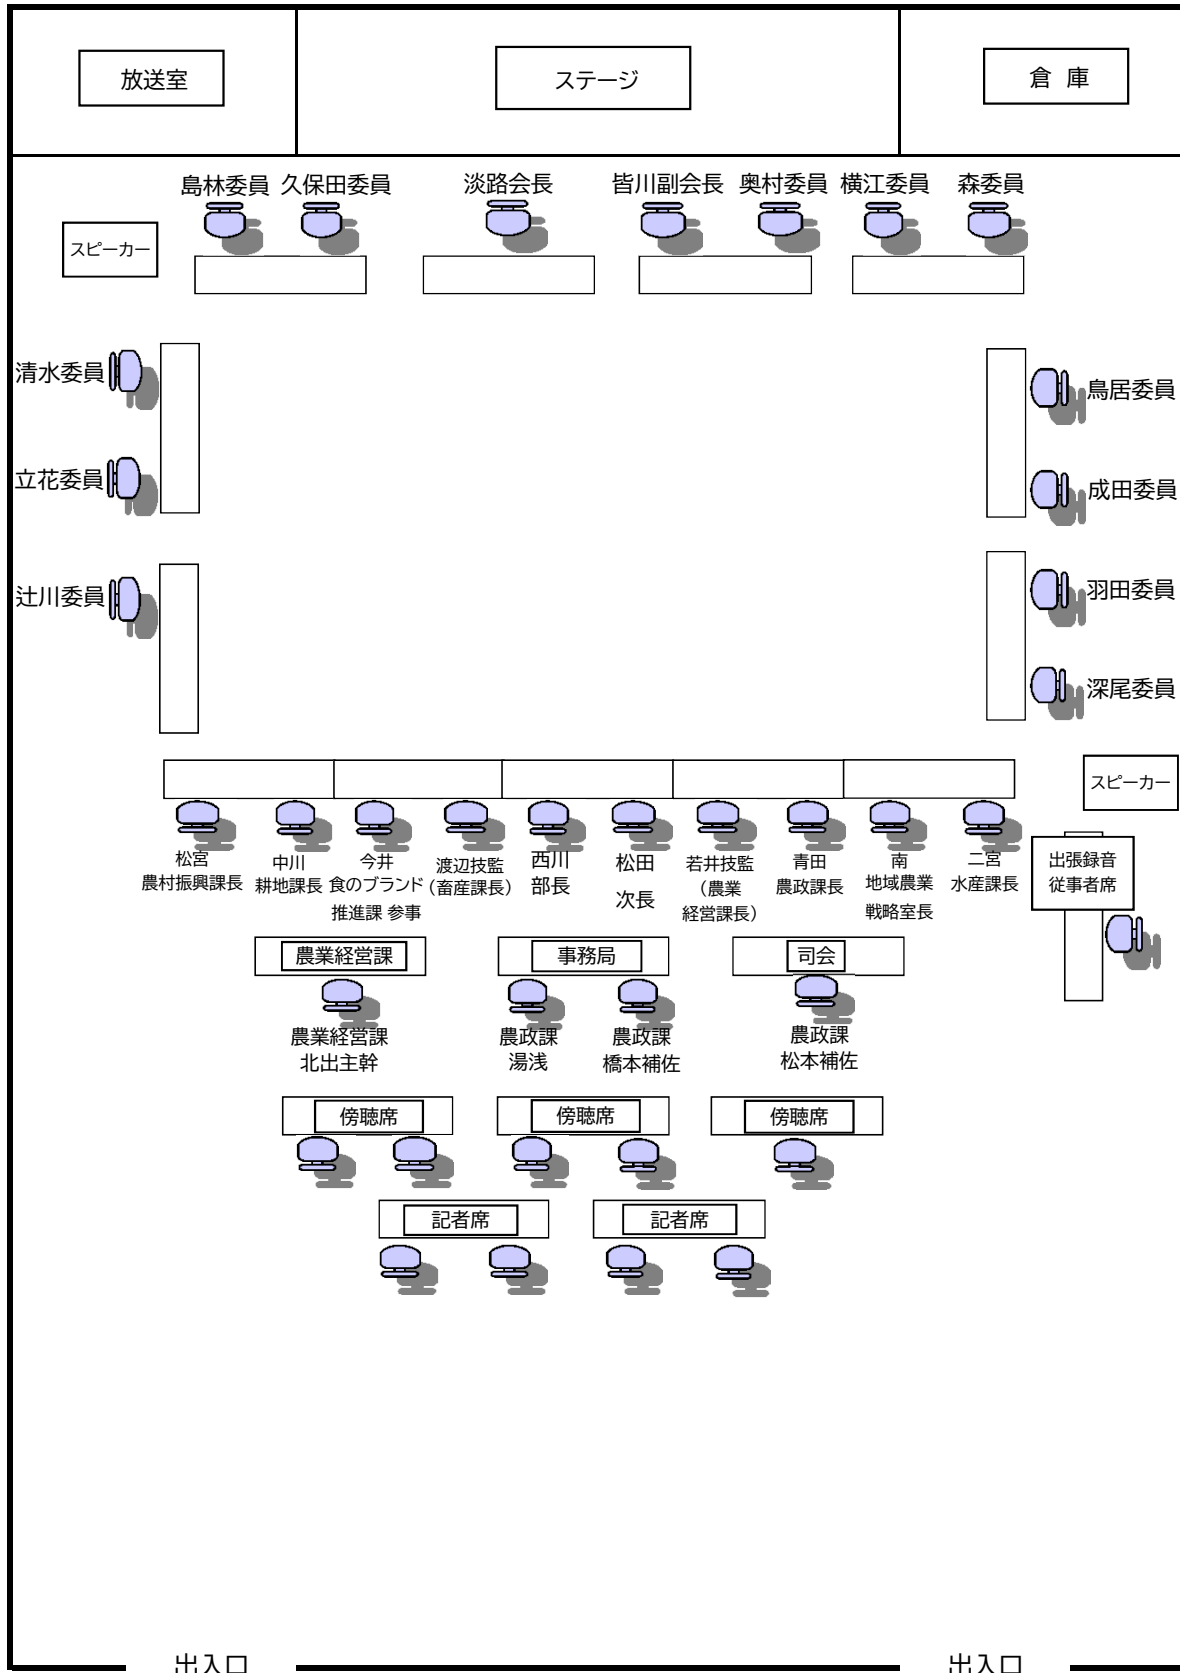 放送室
ステージ
倉 庫
島林委員 久保田委員 淡路会長 皆川副会長 奥村委員 横江委員 森委員
スピーカー
清水委員
鳥居委員
立花委員
成田委員
辻川委員
羽田委員
深尾委員
スピーカー
松宮
農村振興課長
中川
耕地課長
今井
食のブランド
推進課 参事
渡辺技監
(畜産課長)
西川
部長
松田
次長
若井技監
(農業
経営課長)
青田
農政課長
南
地域農業
戦略室長
二宮
水産課長
出張録音
従事者席
農業経営課
事務局
司会
農業経営課
北出主幹
農政課
湯浅
農政課
橋本補佐
農政課
松本補佐
傍聴席
傍聴席
傍聴席
記者席
記者席
出入口
出入口